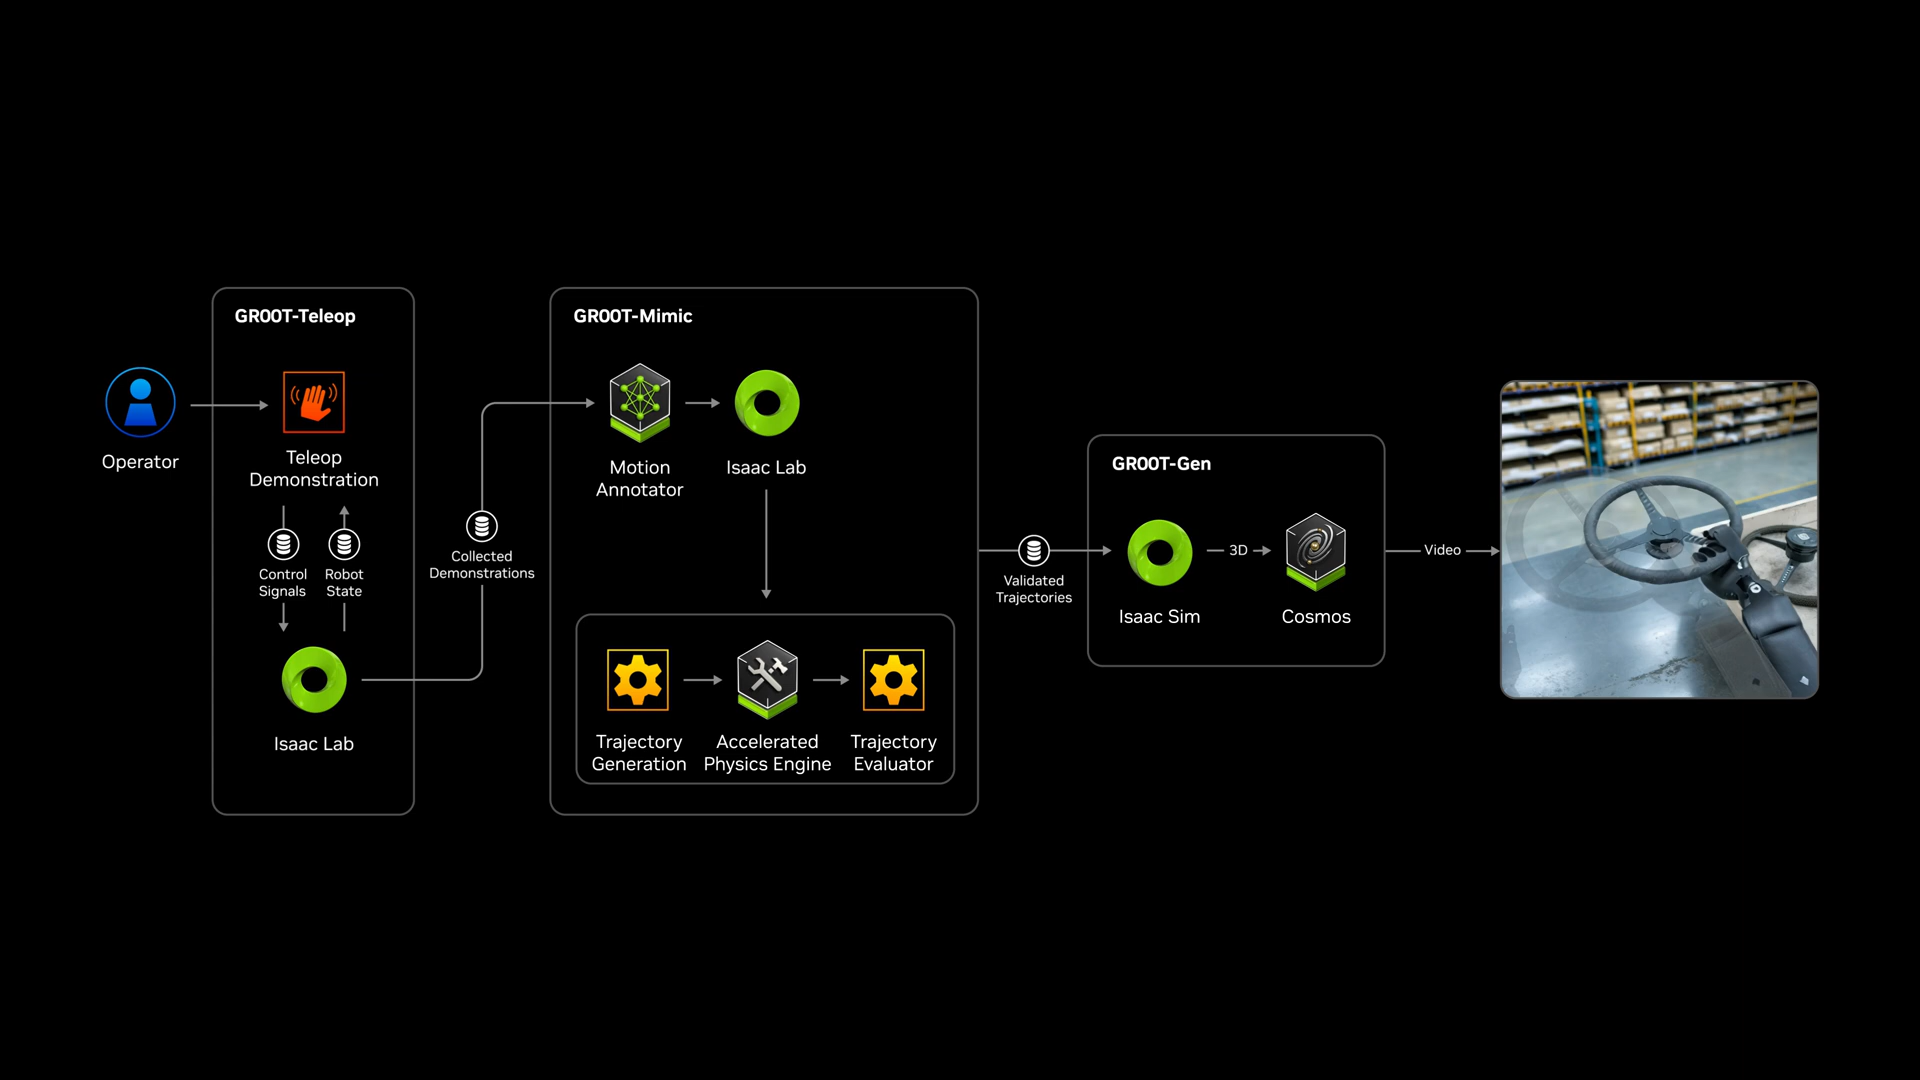 GR00T-Teleop
Operator
Teleop
Demonstration
Control
Signals
Robot
State
Isaac Lab
Collected
Demonstrations
GR00T-Mimic
Motion
Annotator
Isaac Lab
Trajectory
Generation
Accelerated
Physics Engine
Trajectory
Evaluator
Validated
Trajectories
GR00T-Gen
Isaac Sim
3D
Cosmos
Video